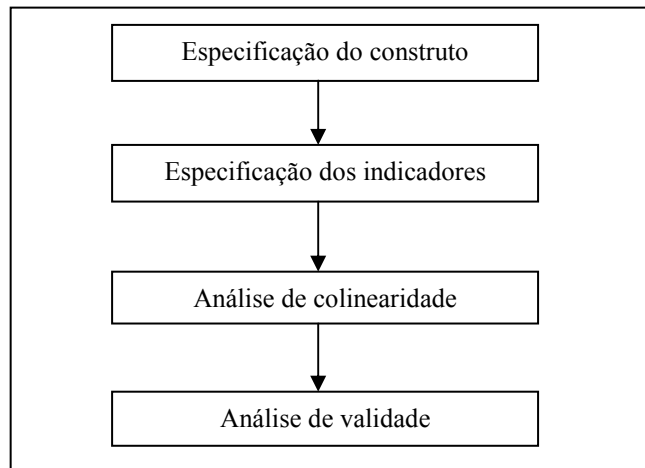 Especificação do construto
Especificação dos indicadores
Análise de colinearidade
Análise de validade